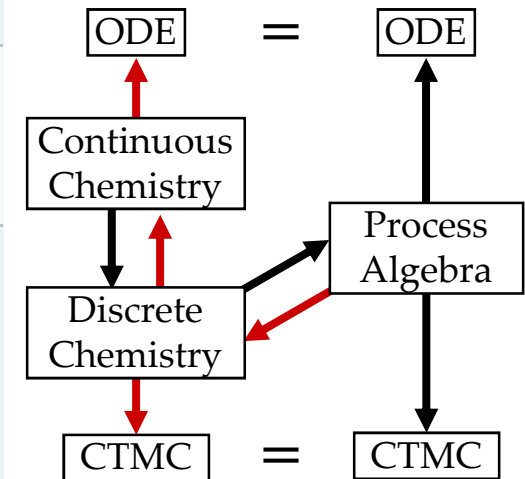 ODE = ODE
Continuous
Chemistry
Process
Algebra
Discrete
Chemistry
CTMC = CTMC